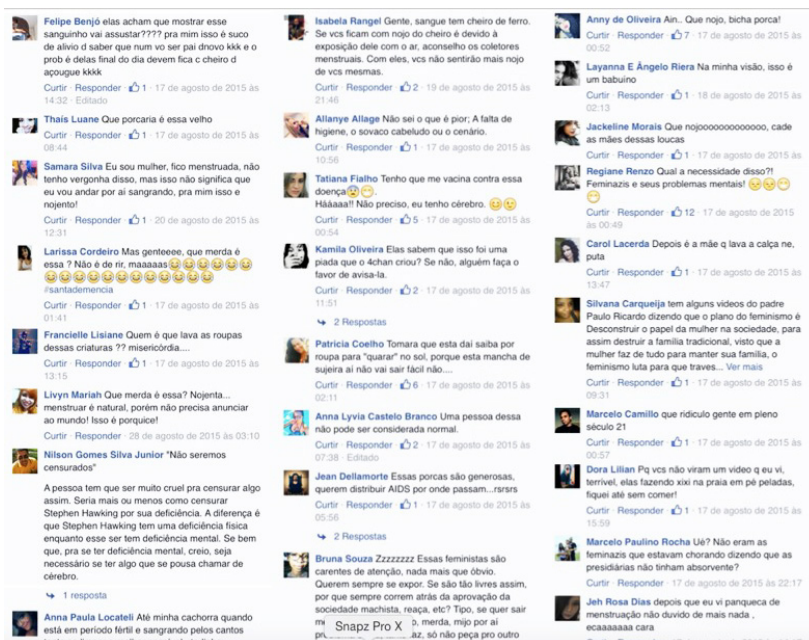 Felipe Benjó elas acham que mostrar esse
sanguinho vai assustar???? pra mim isso é suco
de alivio d saber que num vo ser pai dnovo kkk e o
prob é delas final do dia devem fica c cheiro d
açougue kkkk
Curtir · Responder · 1 · 17 de agosto de 2015 às
14:32 · Editado
Thaís Luane Que porcaria é essa velho
Curtir · Responder · 1 · 17 de agosto de 2015 às
08:44
Samara Silva Eu sou mulher, fico menstruada, não
tenho vergonha disso, mas isso não significa que
eu vou andar por ai sangrando, pra mim isso e
nojento!
Curtir · Responder · 1 · 20 de agosto de 2015 às
12:31
Larissa Cordeiro Mas genteeee, que merda é
essa ? Não é de rir, maaaaas😂😂😂😂😂😂
😂😂😂😂😂😂😂😂😂😂😂😂😂
#santademencia
Curtir · Responder · 1 · 17 de agosto de 2015 às
01:41
Francielle Lisiane Quem é que lava as roupas
dessas criaturas ?? misericórdia....
Curtir · Responder · 1 · 17 de agosto de 2015 às
13:15
Livyn Mariah Que merda é essa? Nojenta...
menstruar é natural, porém não precisa anunciar
ao mundo! Isso é porquice!
Curtir · Responder · 28 de agosto de 2015 às 03:10
Nilson Gomes Silva Junior "Não seremos
censurados"
A pessoa tem que ser muito cruel pra censurar algo
assim. Seria mais ou menos como censurar
Stephen Hawking por sua deficiência. A diferença é
que Stephen Hawking tem uma deficiência física
enquanto esse ser tem deficiência mental. Se bem
que, pra se ter deficiência mental, creio, seja
necessário se ter algo que se pousa chamar de
cérebro.
1 resposta
Anna Paula Locateli Até minha cachorra quando
está em período fértil e sangrando pelos cantos
Isabela Rangel Gente, sangue tem cheiro de ferro.
Se vcs ficam com nojo do cheiro é devido à
exposição dele com o ar, aconselho os coletores
menstruais. Com eles, vcs não sentirão mais nojo
de vcs mesmas.
Curtir · Responder · 2 · 19 de agosto de 2015 às
21:46
Allanye Allage Não sei o que é pior; A falta de
higiene, o sovaco cabeludo ou o cenário.
Curtir · Responder · 1 · 17 de agosto de 2015 às
10:56
Tatiana Fialho Tenho que me vacina contra essa
doença
Hãaaaa!! Não preciso, eu tenho cérebro.
Curtir · Responder · 5 · 17 de agosto de 2015 às
00:54
Kamila Oliveira Elas sabem que isso foi uma
piada que o 4chan criou? Se não, alguém faça o
favor de avisa-la.
Curtir · Responder · 2 · 17 de agosto de 2015 às
11:51
2 Respostas
Patricia Coelho Tomara que esta dai saiba por
roupa para "quarar" no sol, porque esta mancha de
sujeira ai não vai sair fácil não....
Curtir · Responder · 6 · 17 de agosto de 2015 às
02:11
Anna Lyvia Castelo Branco Uma pessoa dessa
não pode ser considerada normal.
Curtir · Responder · 2 · 17 de agosto de 2015 às
07:38 · Editado
Jean Dellamorte Essas porcas são generosas,
querem distribuir AIDS por onde passam...rsrsrs
Curtir · Responder · 1 · 17 de agosto de 2015 às
05:56
2 Respostas
Bruna Souza Zzzzzzzz Essas feministas são
carentes de atenção, nada mais que óbvio.
Querem sempre se expor. Se são tão livres assim,
por que sempre correm atrás da aprovação da
sociedade machista, reaça, etc? Tipo, se quer sair
merda, mijo por ai
só não peça pro outro
Snapz Pro X
Anny de Oliveira Ain.. Que nojo, bicha porca!
Curtir · Responder · 7 · 17 de agosto de 2015 às
00:52
Layanna E Ângelo Riera Na minha visão, isso é
um babuino
Curtir · Responder · 1 · 18 de agosto de 2015 às
02:13
Jackeline Morais Que nojoooooooooooo, cade
as mães dessas loucas
Curtir · Responder · 1 · 17 de agosto de 2015 às
Regiane Renzo Qual a necessidade disso?!
Feminazis e seus problemas mentais!
Curtir · Responder · 12 · 17 de agosto de 2015
às 00:49
Carol Lacerda Depois é a mãe q lava a calça ne,
puta
Curtir · Responder · 1 · 17 de agosto de 2015 às
13:47
Silvana Carqueija tem alguns videos do padre
Paulo Ricardo dizendo que o plano do feminismo é
Desconstruir o papel da mulher na sociedade, para
assim destruir a família tradicional, visto que a
mulher faz de tudo para manter sua família, o
feminismo luta para que traves... Ver mais
Curtir · Responder · 1 · 17 de agosto de 2015 às
09:31
Marcelo Camillo que ridiculo gente em pleno
século 21
Curtir · Responder · 1 · 17 de agosto de 2015 às
00:57
Dora Lilian Pq vcs não viram um video q eu vi,
terrível, elas fazendo xixi na praia em pé peladas,
fiquei até sem comer!
Curtir · Responder · 1 · 17 de agosto de 2015 às
15:59
Marcelo Paulino Rocha Ué? Não eram as
feminazis que estavam chorando dizendo que as
presidiárias não tinham absorvente?
Curtir · Responder · 17 de agosto de 2015 às 22:17
Jeh Rosa Dias depois que eu vi panqueca de
menstruação não duvido de mais nada ,
ecaaaaaaa cara